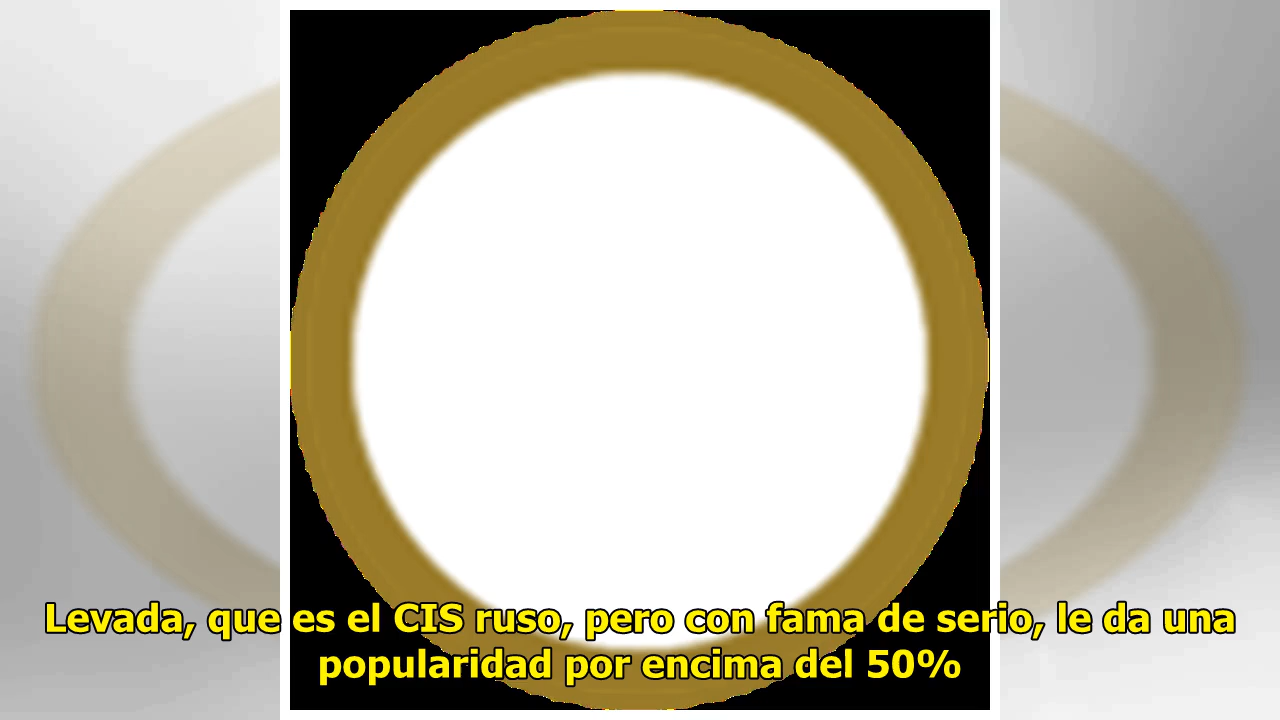 Levada, que es el CIS ruso, pero con fama de serio, le da una
popularidad por encima del 50%